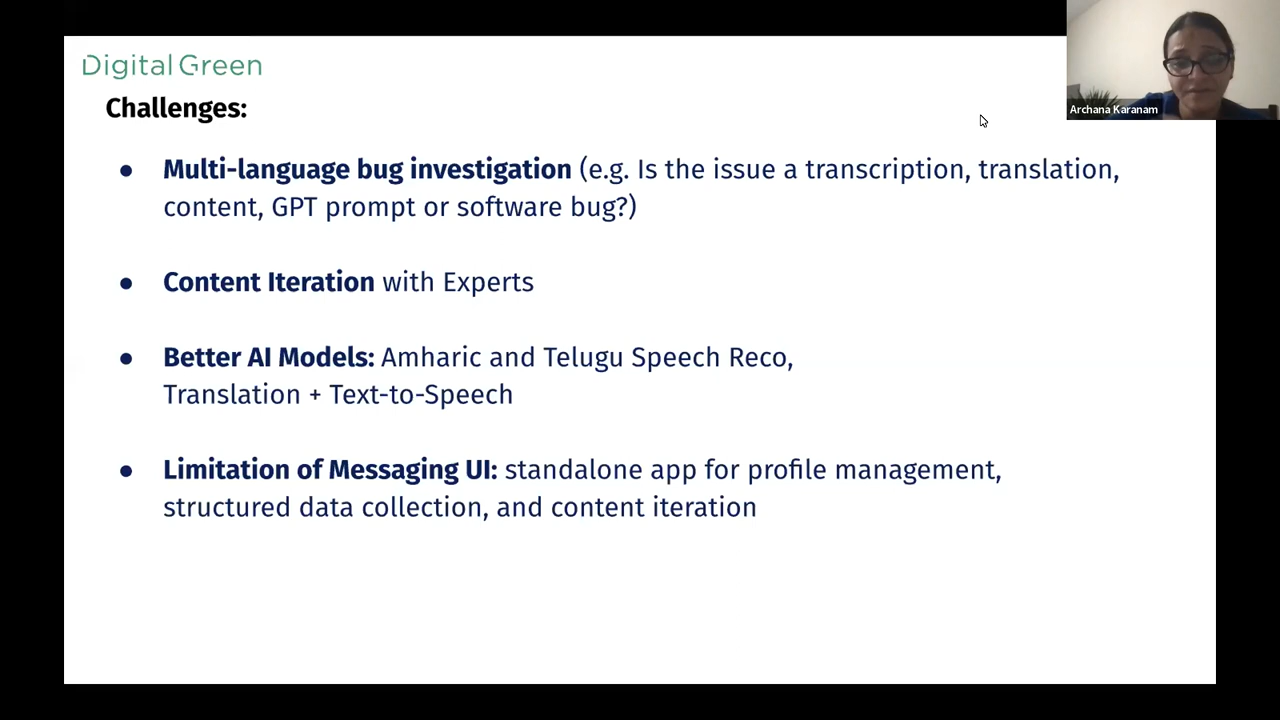 Digital Green
Archana Karanam
Challenges:
● Multi-language bug investigation (e.g. Is the issue a transcription, translation,
content, GPT prompt or software bug?)
● Content Iteration with Experts
● Better AI Models: Amharic and Telugu Speech Reco,
Translation + Text-to-Speech
● Limitation of Messaging UI: standalone app for profile management,
structured data collection, and content iteration